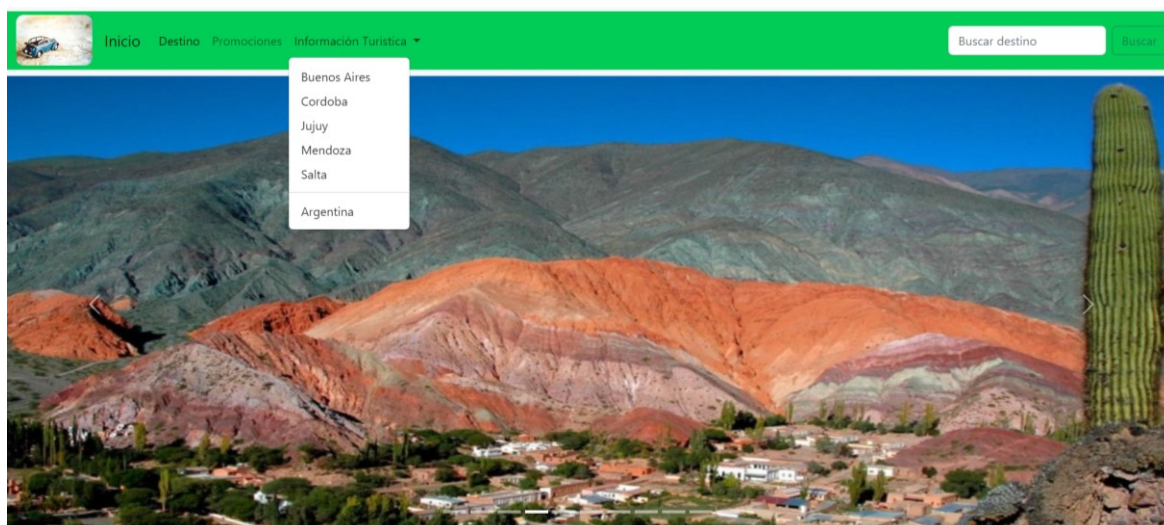 Inicio Destino Promociones Información Turistica Buscar destino Buscar
Buenos Aires
Cordoba
Jujuy
Mendoza
Salta
Argentina